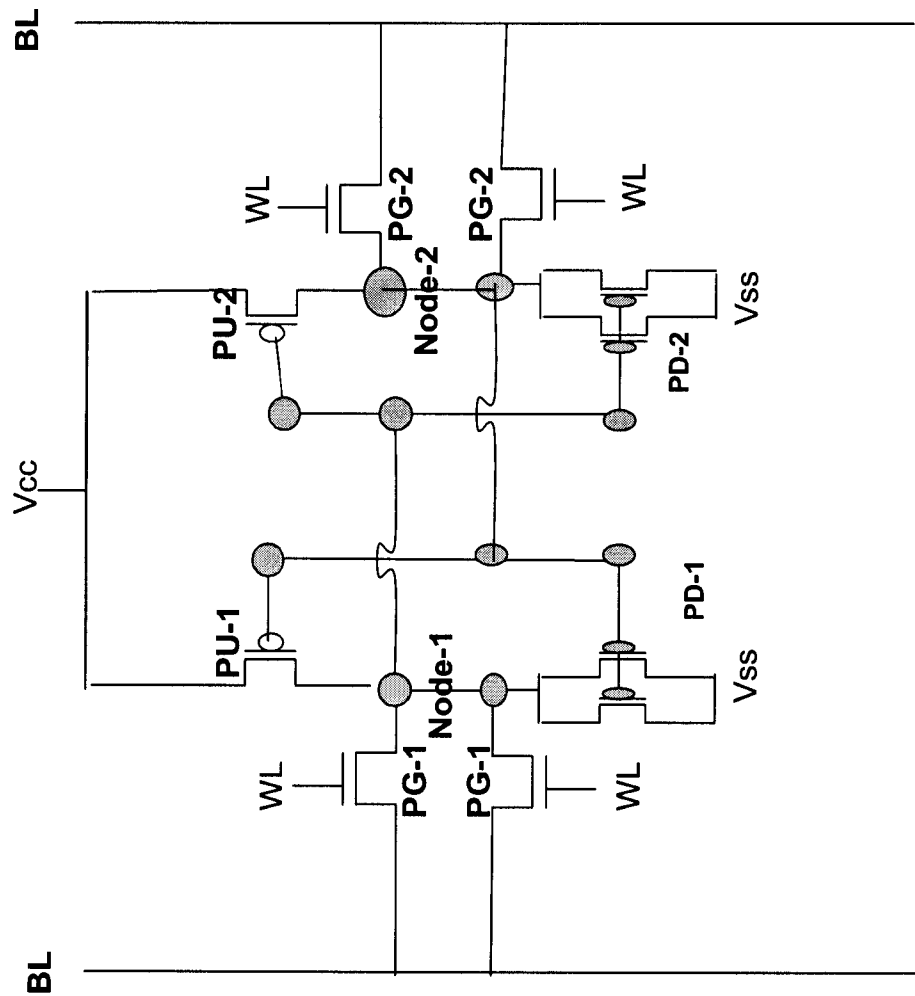 BL
BL
Vcc
WL
PU-1
PU-2
WL
PG-1
PG-2
Node-1
Node-2
PG-1
PG-2
WL
WL
PD-1
PD-2
Vss
Vss